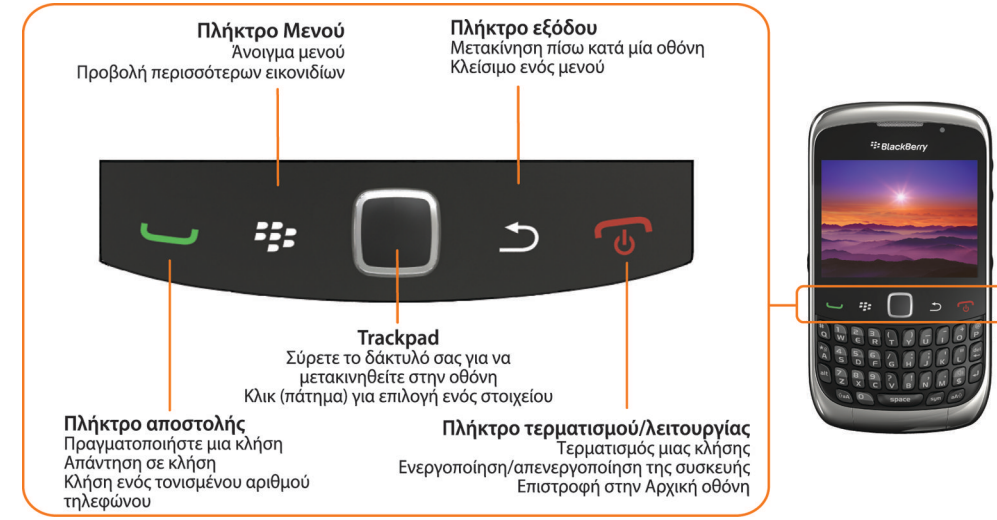 Πλήκτρο Μενού
Άνοιγμα μενού
Προβολή περισσότερων εικονιδίων
Πλήκτρο εξόδου
Μετακίνηση πίσω κατά μία οθόνη
Κλείσιμο ενός μενού
BlackBerry
Trackpad
Σύρετε το δάκτυλό σας για να
μετακινηθείτε στην οθόνη
Κλικ (πάτημα) για επιλογή ενός στοιχείου
Πλήκτρο αποστολής
Πραγματοποιήστε μια κλήση
Απάντηση σε κλήση
Κλήση ενός τονισμένου αριθμού
τηλεφώνου
Πλήκτρο τερματισμού/λειτουργίας
Τερματισμός μιας κλήσης
Ενεργοποίηση/απενεργοποίηση της συσκευής
Επιστροφή στην Αρχική οθόνη
Q W E R T Y U I O P
A S D F G H J K L
alt Z X C V B N M $
space sym